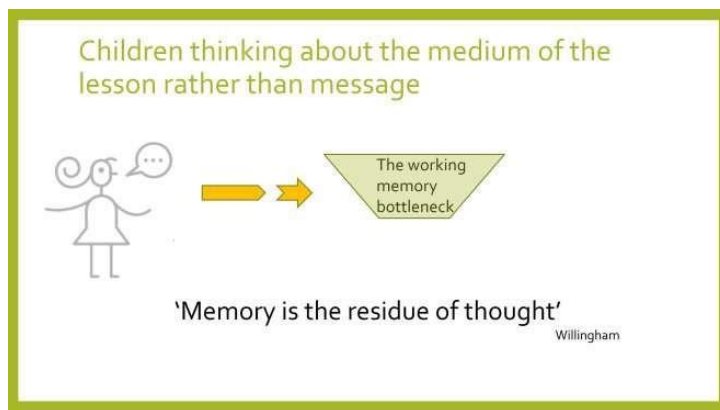 Children thinking about the medium of the
lesson rather than message
The working
memory
bottleneck
‘Memory is the residue of thought’
Willingham